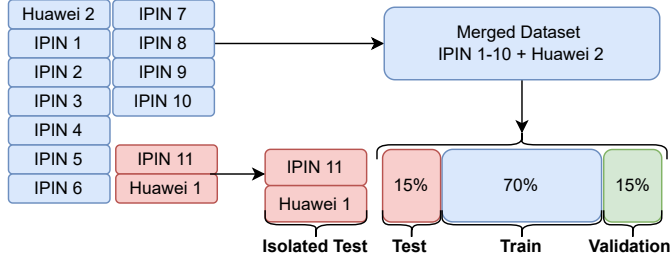 Huawei 2
IPIN 1
IPIN 2
IPIN 3
IPIN 4
IPIN 5
IPIN 6
IPIN 7
IPIN 8
IPIN 9
IPIN 10
IPIN 11
Huawei 1
Merged Dataset
IPIN 1-10 + Huawei 2
IPIN 11
Huawei 1
15%
70%
15%
Isolated Test
Test
Train
Validation